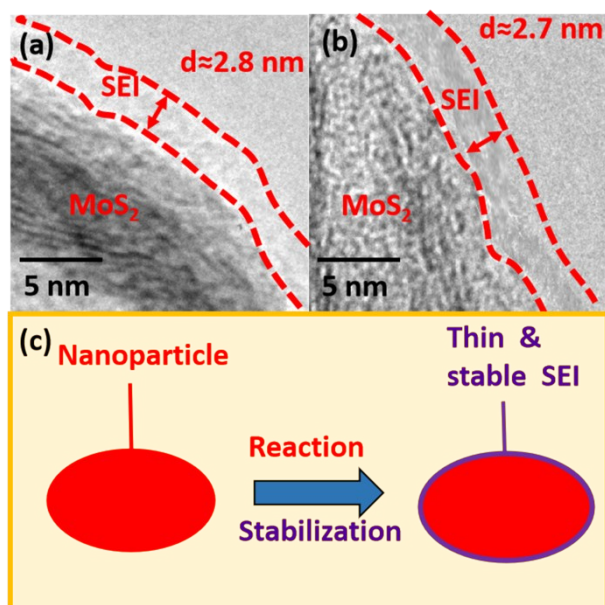 (a)
d≈2.8 nm
SEI
MoS₂
5 nm
(b)
d≈2.7 nm
SEI
MoS₂
5 nm
(c)
Nanoparticle
Reaction
Stabilization
Thin &
stable SEI